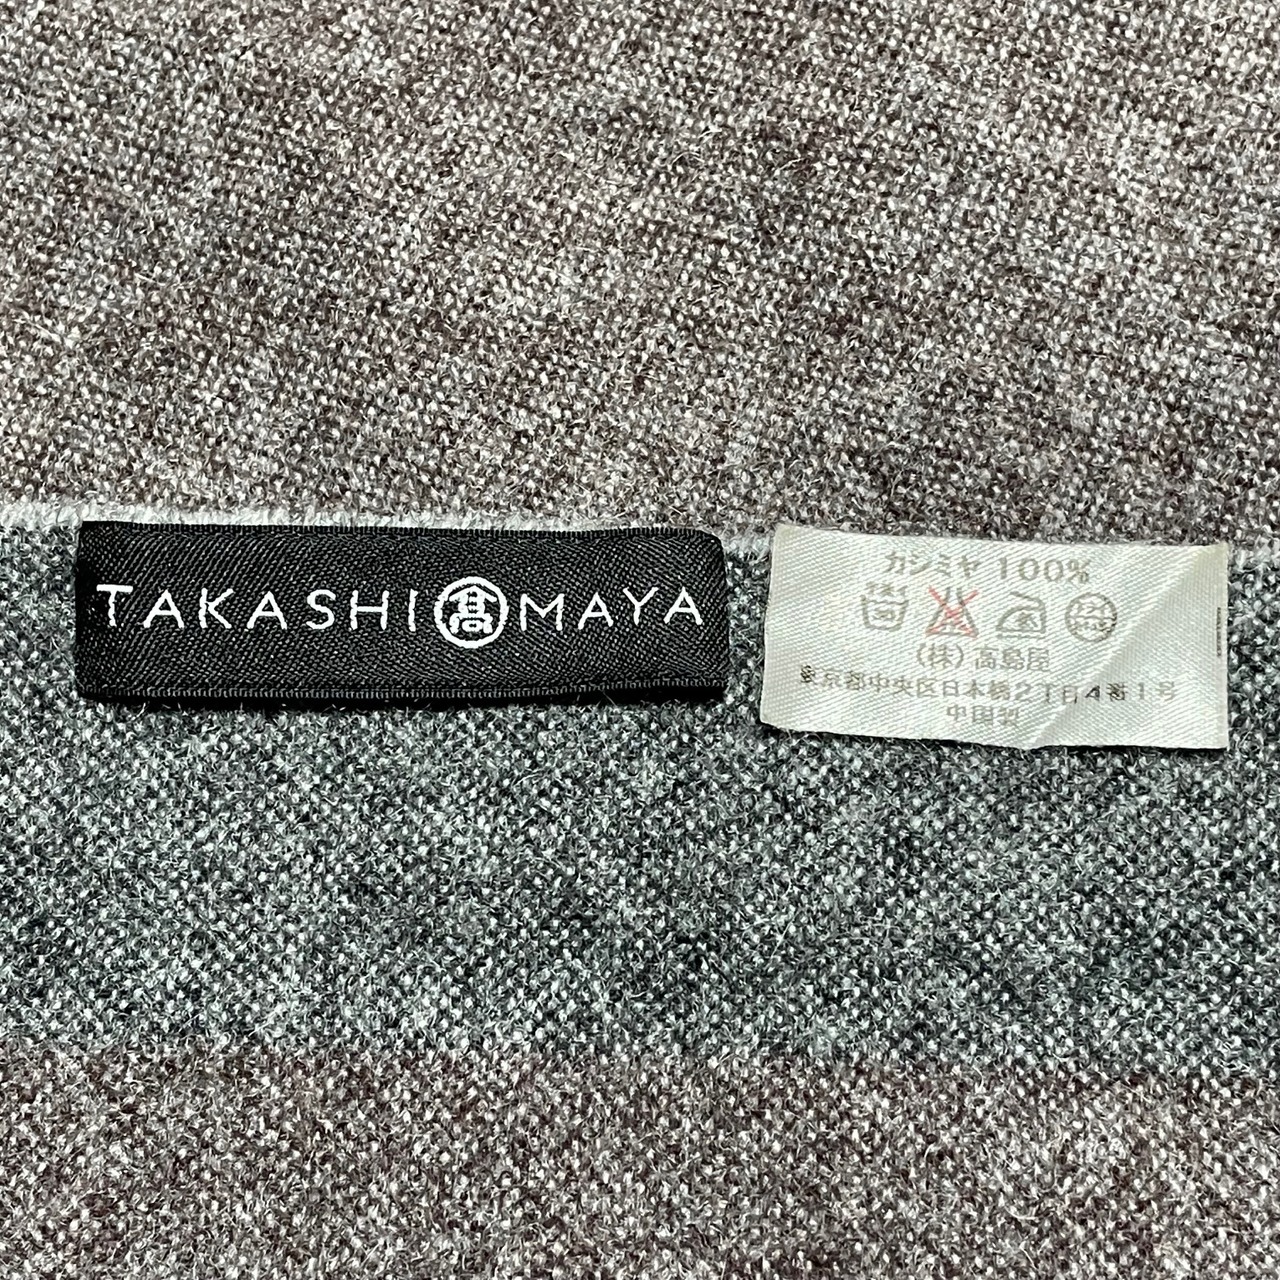 TAKASHI髙MAYA
カシミヤ 100%
(株)高島屋
東京都中央区日本橋2丁目4番1号
中国製